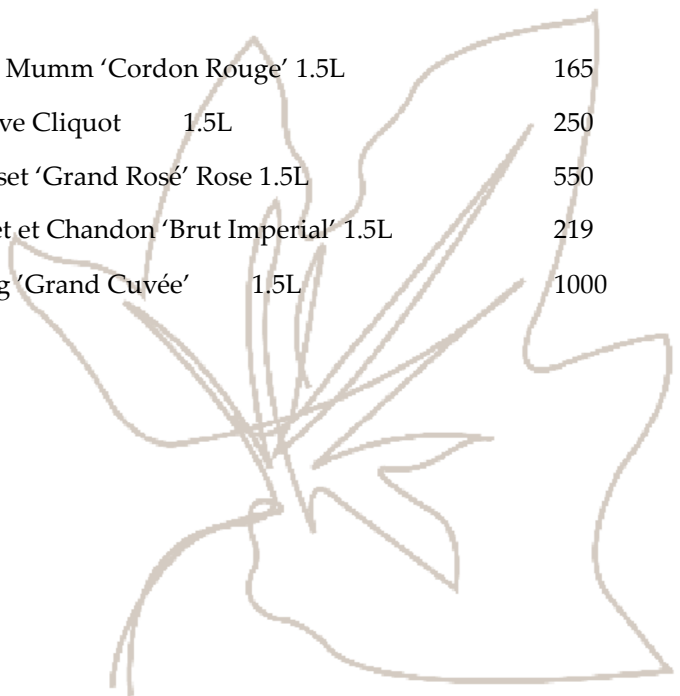 Mumm ‘Cordon Rouge’ 1.5L 165
ve Cliquot 1.5L 250
set ‘Grand Rosé’ Rose 1.5L 550
et et Chandon ‘Brut Imperial’ 1.5L 219
g ’Grand Cuvée’ 1.5L 1000